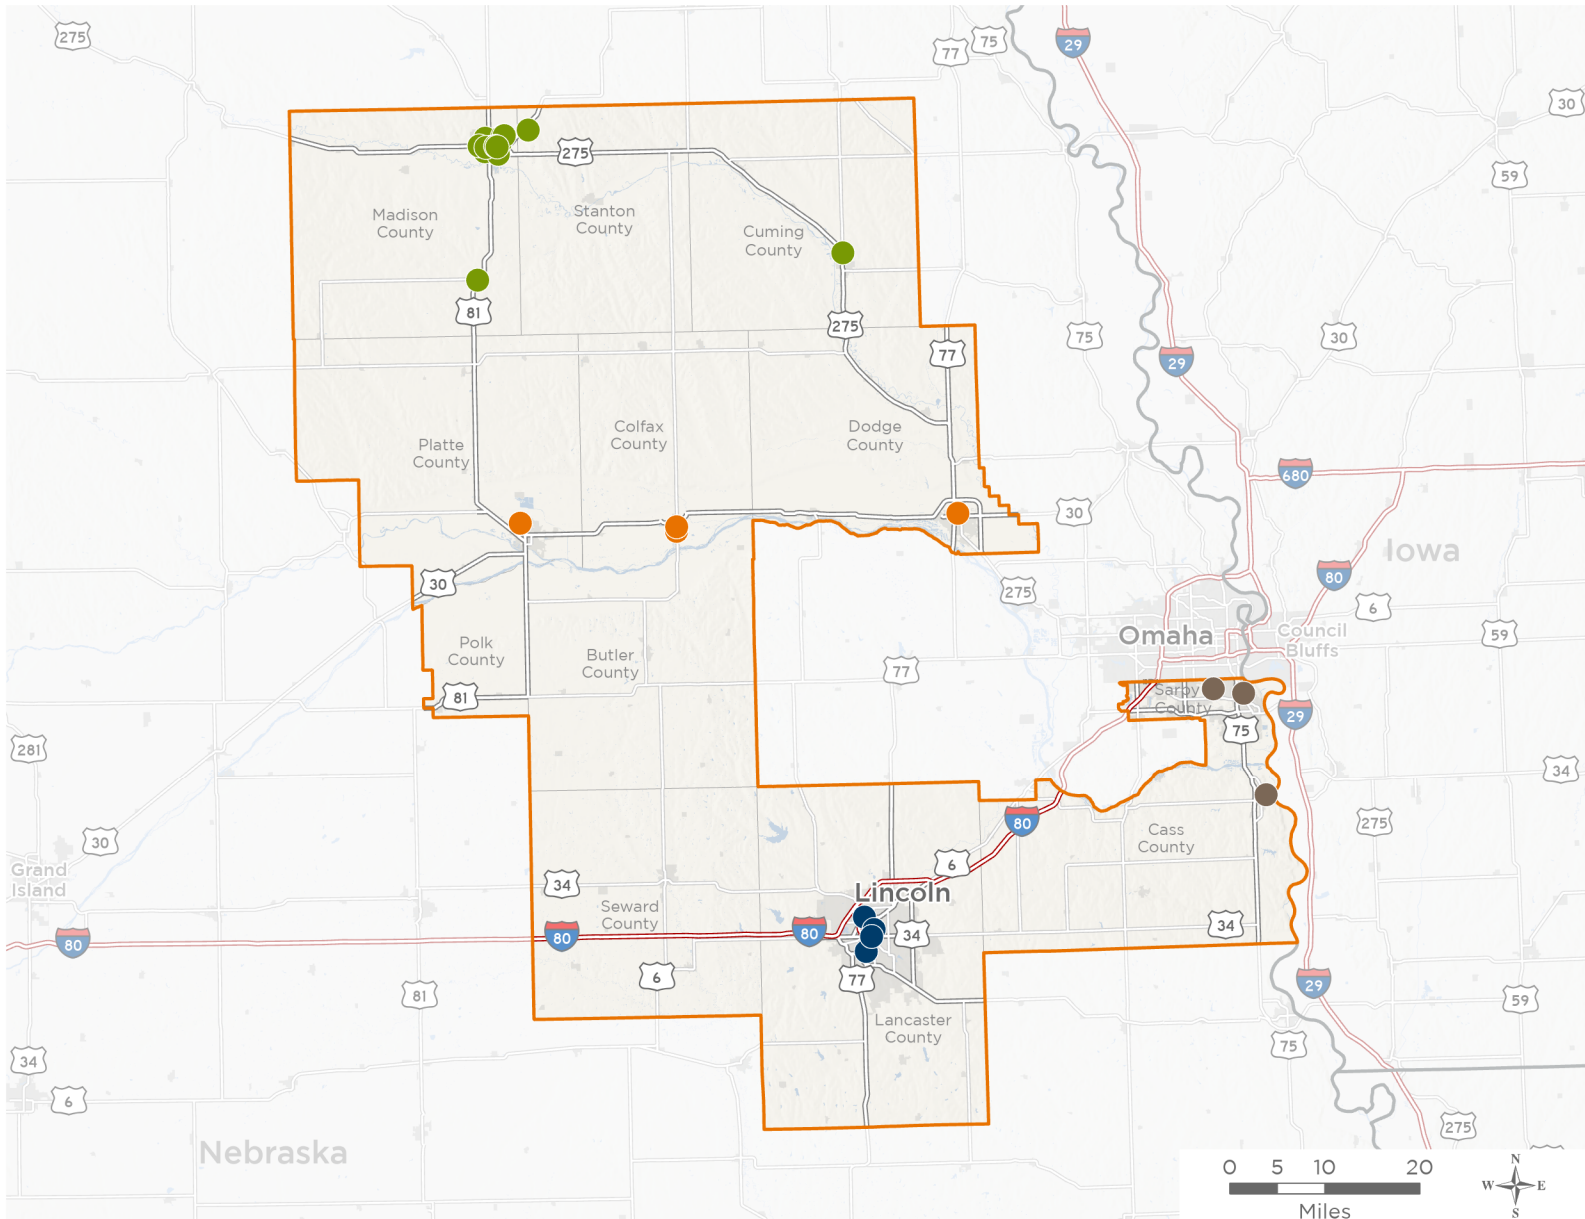 275
77
75
29
30
59
275
Madison
County
Stanton
County
Cuming
County
81
275
77
75
29
30
Platte
County
Colfax
County
Dodge
County
680
30
Iowa
30
275
80
6
Omaha
Council
Bluffs
59
Polk
County
Butler
County
77
81
Sarpy
County
75
29
281
34
80
275
30
Cass
County
6
Grand
Island
34
Lincoln
Seward
County
80
80
80
34
34
6
77
29
81
59
Lancaster
County
75
34
6
275
Nebraska
0 5 10 20
Miles
N
W E
S